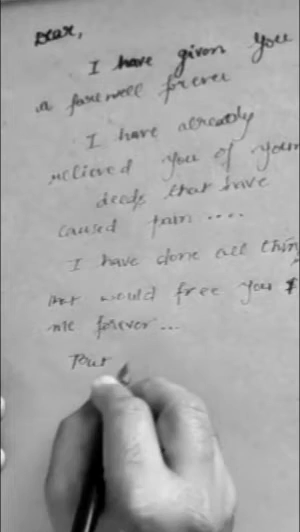 Dear,
I have given you
a farewell forever
I have already
relieved you of your
deeds that have
caused pain ....
I have done all thin
that would free you f
me forever...
Your